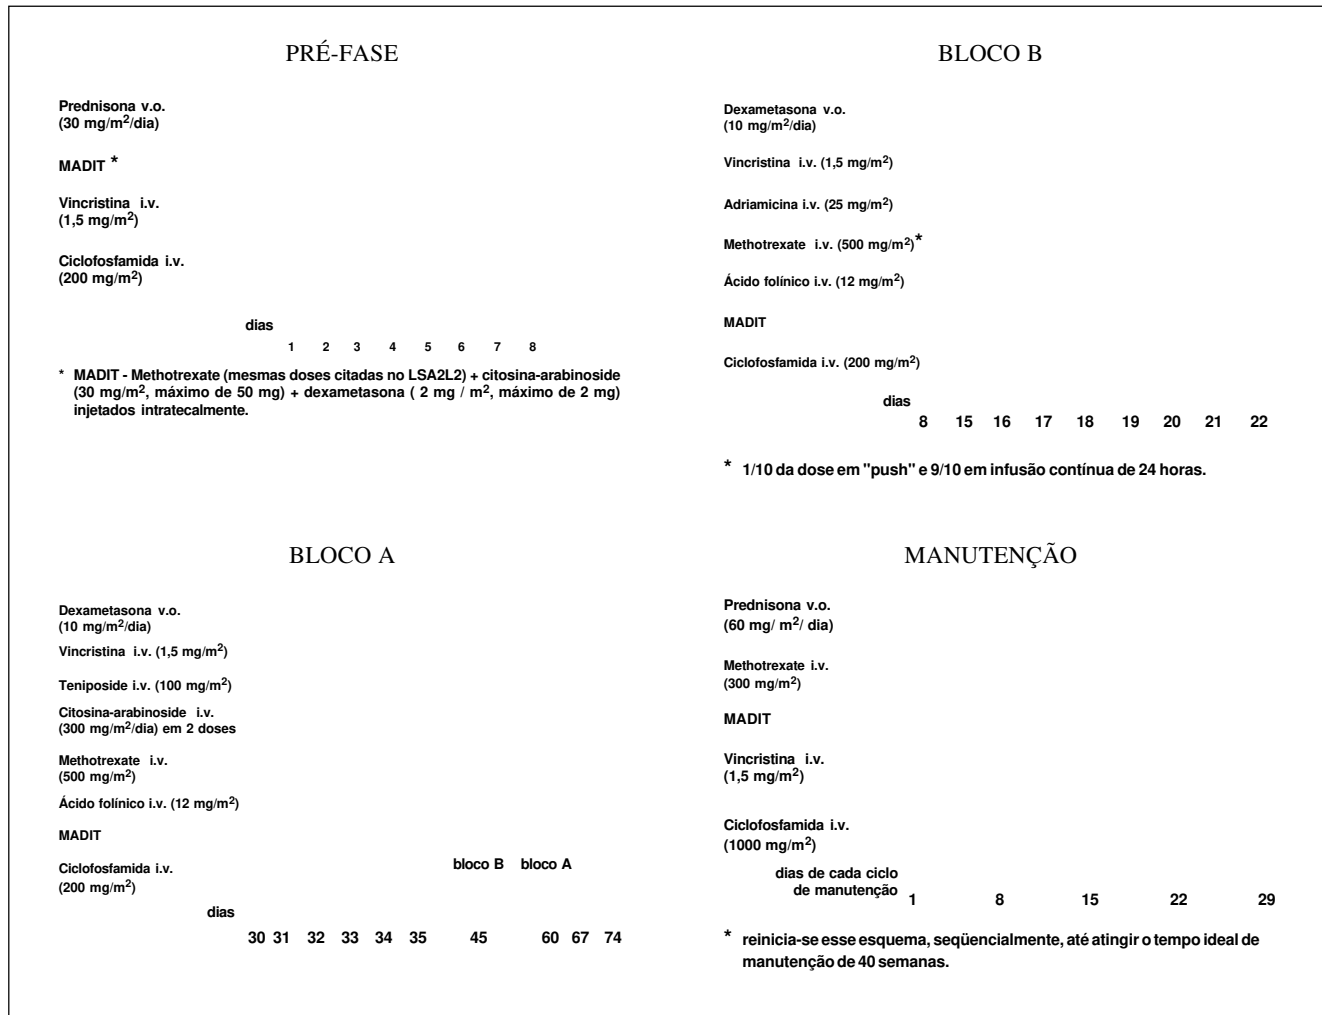 PRÉ-FASE
Prednisona v.o.
(30 mg/m²/dia)
MADIT *
Vincristina i.v.
(1,5 mg/m²)
Ciclofosfamida i.v.
(200 mg/m²)
dias
1 2 3 4 5 6 7 8
* MADIT - Methotrexate (mesmas doses citadas no LSA2L2) + citosina-arabinoside
(30 mg/m², máximo de 50 mg) + dexametasona ( 2 mg / m², máximo de 2 mg)
injetados intratecalmente.
BLOCO B
Dexametasona v.o.
(10 mg/m²/dia)
Vincristina i.v. (1,5 mg/m²)
Adriamicina i.v. (25 mg/m²)
Methotrexate i.v. (500 mg/m²)*
Ácido folínico i.v. (12 mg/m²)
MADIT
Ciclofosfamida i.v. (200 mg/m²)
dias
8 15 16 17 18 19 20 21 22
* 1/10 da dose em "push" e 9/10 em infusão contínua de 24 horas.
BLOCO A
Dexametasona v.o.
(10 mg/m²/dia)
Vincristina i.v. (1,5 mg/m²)
Teniposide i.v. (100 mg/m²)
Citosina-arabinoside i.v.
(300 mg/m²/dia) em 2 doses
Methotrexate i.v.
(500 mg/m²)
Ácido folínico i.v. (12 mg/m²)
MADIT
Ciclofosfamida i.v.
(200 mg/m²)
bloco B bloco A
dias
30 31 32 33 34 35 45 60 67 74
MANUTENÇÃO
Prednisona v.o.
(60 mg/ m²/ dia)
Methotrexate i.v.
(300 mg/m²)
MADIT
Vincristina i.v.
(1,5 mg/m²)
Ciclofosfamida i.v.
(1000 mg/m²)
dias de cada ciclo
de manutenção
1 8 15 22 29
* reinicia-se esse esquema, seqüencialmente, até atingir o tempo ideal de
manutenção de 40 semanas.